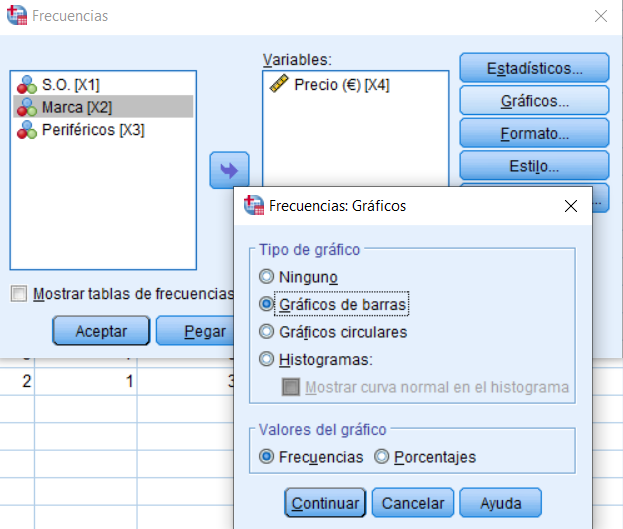 Frecuencias
Variables:
S.O. [X1]
Marca [X2]
Periféricos [X3]
Precio (€) [X4]
Estadísticos...
Gráficos...
Formato...
Estilo...
...
Mostrar tablas de frecuencias
Aceptar
Pegar
2 1 3
Frecuencias: Gráficos
Tipo de gráfico
Ninguno
Gráficos de barras
Gráficos circulares
Histogramas:
Mostrar curva normal en el histograma
Valores del gráfico
Frecuencias Porcentajes
Continuar Cancelar Ayuda